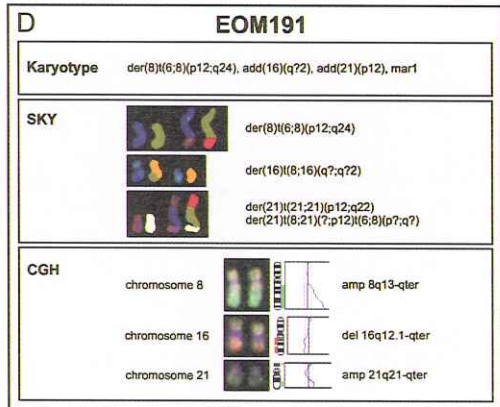 D
EOM191
Karyotype der(8)t(6;8)(p12;q24), add(16)(q?2), add(21)(p12), mar1
SKY
der(8)t(6;8)(p12;q24)
der(16)t(8;16)(q?;q?2)
der(21)t(21;21)(p12;q22)
der(21)t(8;21)(?;p12)t(6;8)(p?;q?)
CGH
chromosome 8 amp 8q13-qter
chromosome 16 del 16q12.1-qter
chromosome 21 amp 21q21-qter